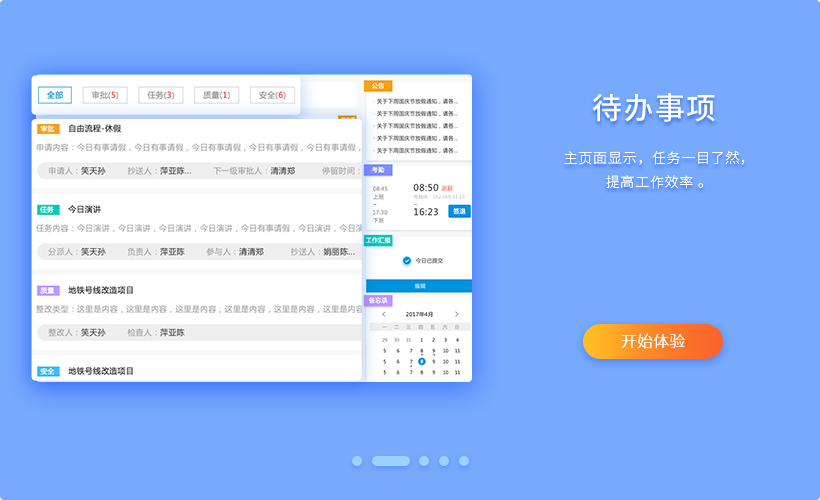 全部
审批(5)
任务(3)
质量(1)
安全(6)
审批 自由流程-休假
申请内容：今日有事请假，今日有事请假，今日有事请假，今日有事请假，今日有事请假
申请人：笑天孙 抄送人：萍亚陈... 下一级审批人：清清郑 停留时间：
任务 今日演讲
任务内容：今日演讲，今日演讲，今日演讲，今日演讲，今日有事请假，今日演讲，今日
分派人：笑天孙 负责人：萍亚陈 参与人：清清郑 抄送人：娟丽陈...
质量 地铁号线改造项目
整改类型：这里是内容，这里是内容，这里是内容，这里是内容，这里是内容，这里是内容
整改人：笑天孙 检查人：萍亚陈
安全 地铁号线改造项目
公告
关于下周国庆节放假通知，请各...
关于下周国庆节放假通知，请各...
关于下周国庆节放假通知，请各...
关于下周国庆节放假通知，请各...
关于下周国庆节放假通知，请各...
考勤
08:45
上班
~
17:30
下班
08:50 迟到
~
16:23 签退
工作汇报
今日已提交
编辑
2017年4月
一 二 三 四 五 六 日
29 30 31 1 2 3 4
5 6 7 8 9 10 11
5 6 7 8 9 10 11
5 6 7 8 9 10 11
待办事项
主页面显示，任务一目了然，
提高工作效率 。
开始体验